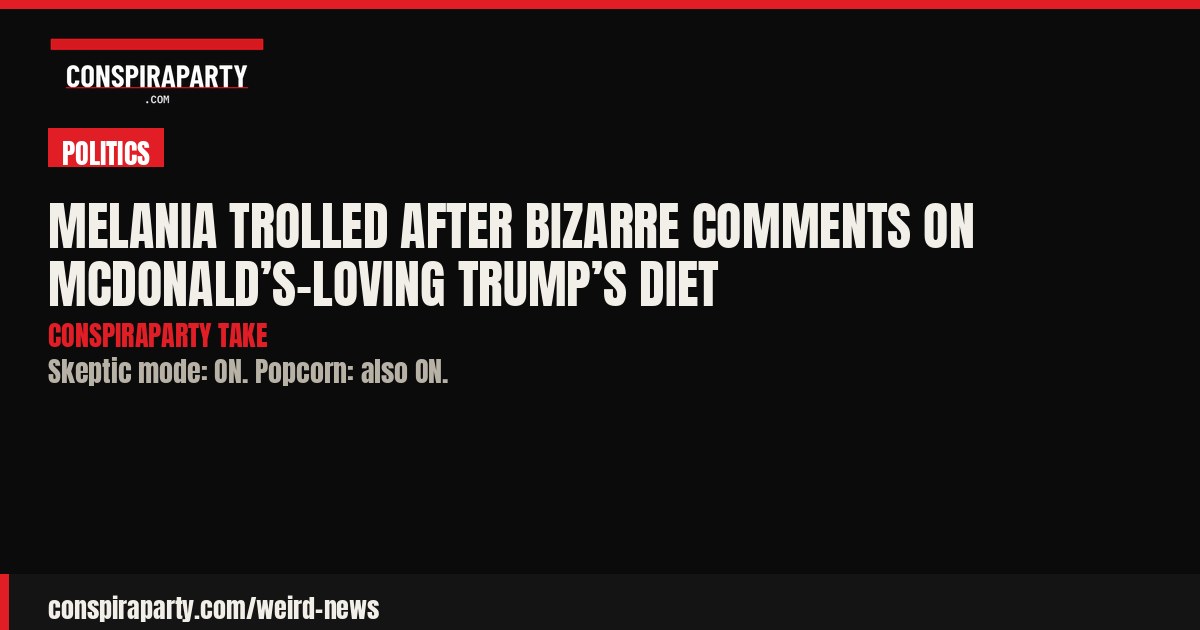 CONSPIRAPARTY
.COM
POLITICS
MELANIA TROLLED AFTER BIZARRE COMMENTS ON
MCDONALD’S-LOVING TRUMP’S DIET
CONSPIRAPARTY TAKE
Skeptic mode: ON. Popcorn: also ON.
conspiraparty.com/weird-news